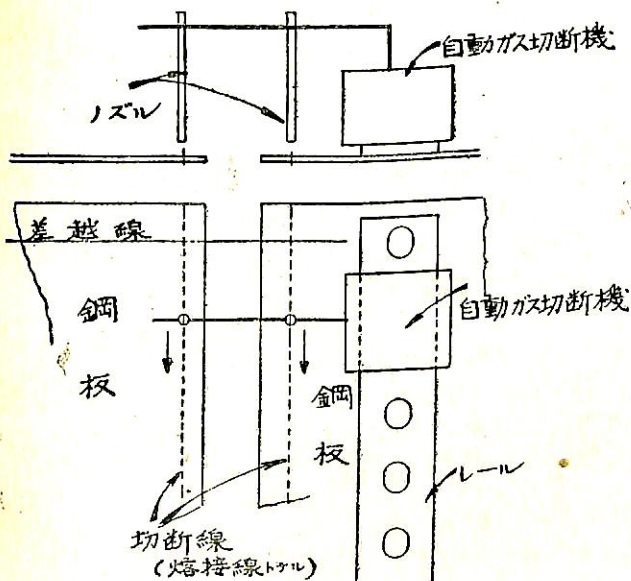 自動ガス切断機
ノズル
差越線
鋼板
自動ガス切断機
鋼板
レール
切断線
(熔接線トナル)